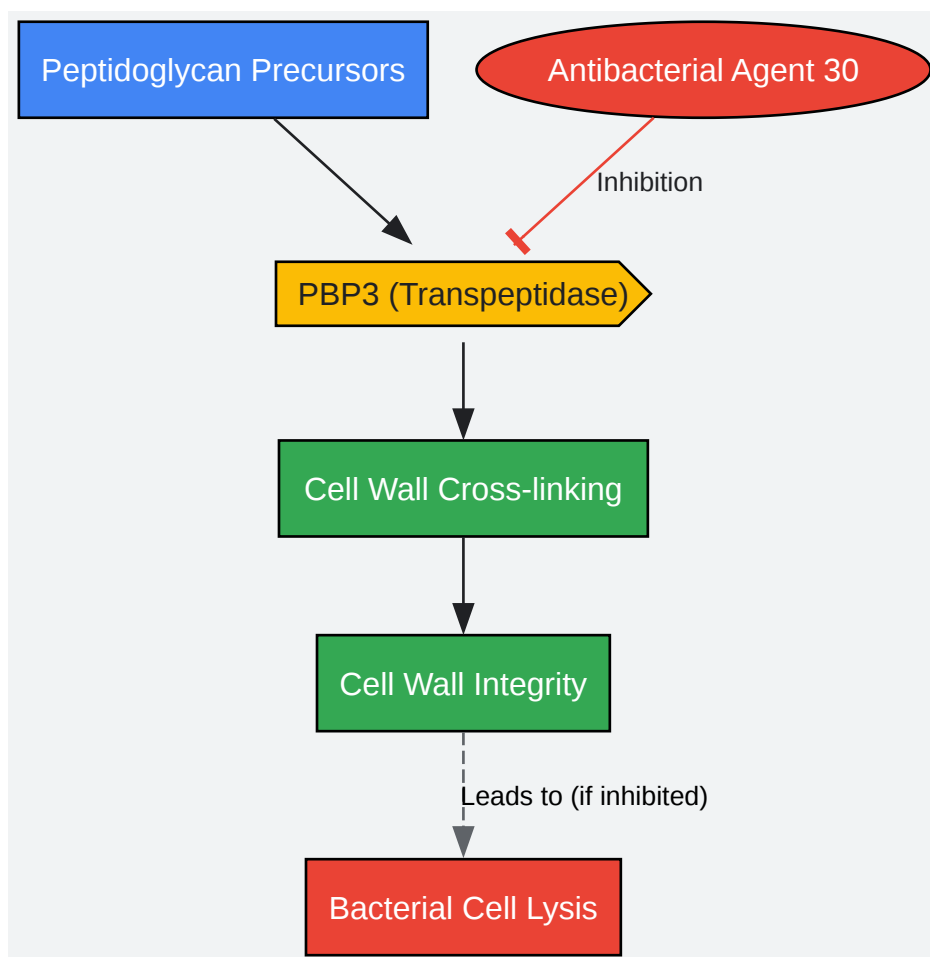 Peptidoglycan Precursors
Antibacterial Agent 30
Inhibition
PBP3 (Transpeptidase)
Cell Wall Cross-linking
Cell Wall Integrity
Leads to (if inhibited)
Bacterial Cell Lysis